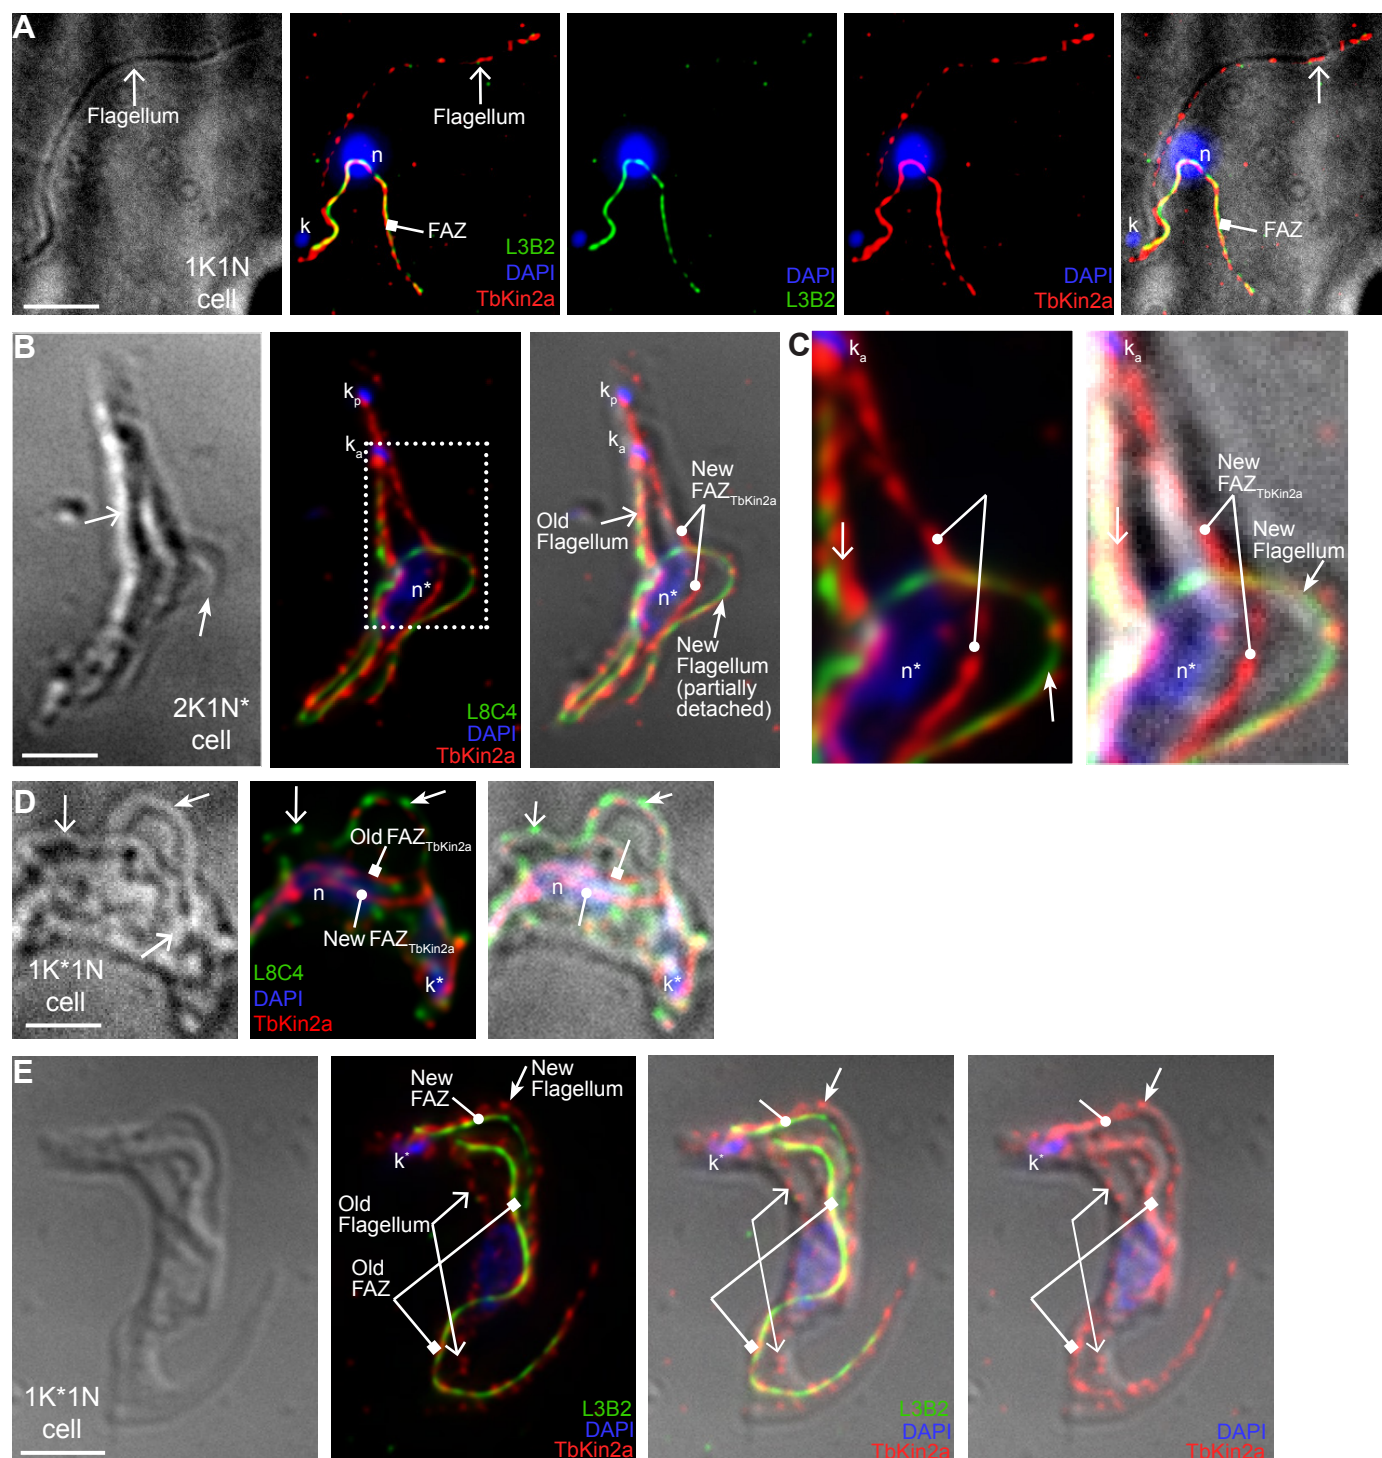 A
Flagellum
1K1N
cell
Flagellum
n
k
FAZ
L3B2
DAPI
TbKin2a
DAPI
L3B2
DAPI
TbKin2a
n
k
FAZ
B
2K1N*
cell
kp
ka
n*
L8C4
DAPI
TbKin2a
kp
ka
New
FAZTbKin2a
Old
Flagellum
n*
New
Flagellum
(partially
detached)
C
ka
n*
ka
New
FAZTbKin2a
New
Flagellum
n*
D
1K*1N
cell
Old FAZTbKin2a
n
New FAZTbKin2a
L8C4
DAPI
TbKin2a
k*
n
k*
E
1K*1N
cell
New
FAZ
New
Flagellum
k*
Old
Flagellum
Old
FAZ
L3B2
DAPI
TbKin2a
k*
L3B2
DAPI
TbKin2a
k*
DAPI
TbKin2a